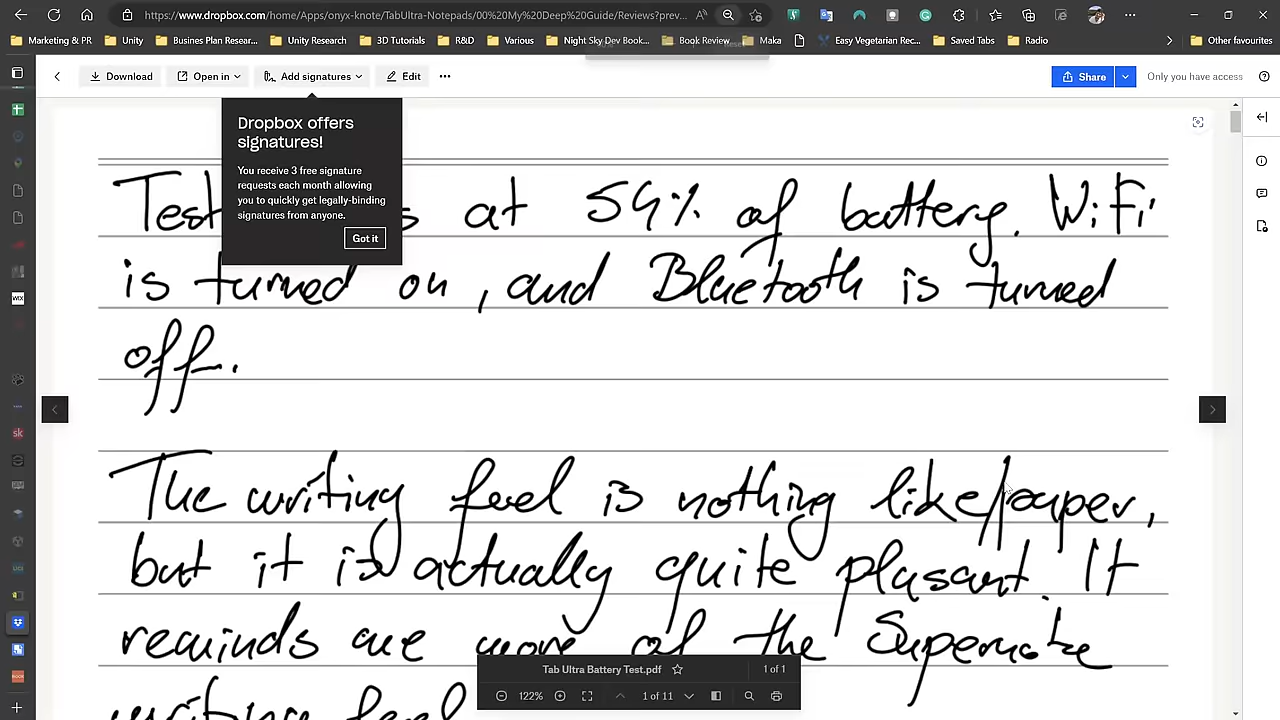 https://www.dropbox.com/home/Apps/onyx-knote/TabUltra-Notepads/00%20My%20Deep%20Guide/Reviews?prev...
Marketing & PR
Unity
Busines Plan Resear...
Unity Research
3D Tutorials
R&D
Various
Night Sky Dev Book...
Book Review
Maka
Easy Vegetarian Rec...
Saved Tabs
Radio
Other favourites
Download
Open in
Add signatures
Edit
Share
Only you have access
Dropbox offers
signatures!
You receive 3 free signature
requests each month allowing
you to quickly get legally-binding
signatures from anyone.
Got it
Test s at 54% of battery. WiFi
is turned on, and Bluetooth is turned
off.
The writing feel is nothing like paper,
but it is actually quite plasant. It
reminds me more of the Supernote
writing feel
Tab Ultra Battery Test.pdf
1 of 1
122%
1 of 11
WIX
sk